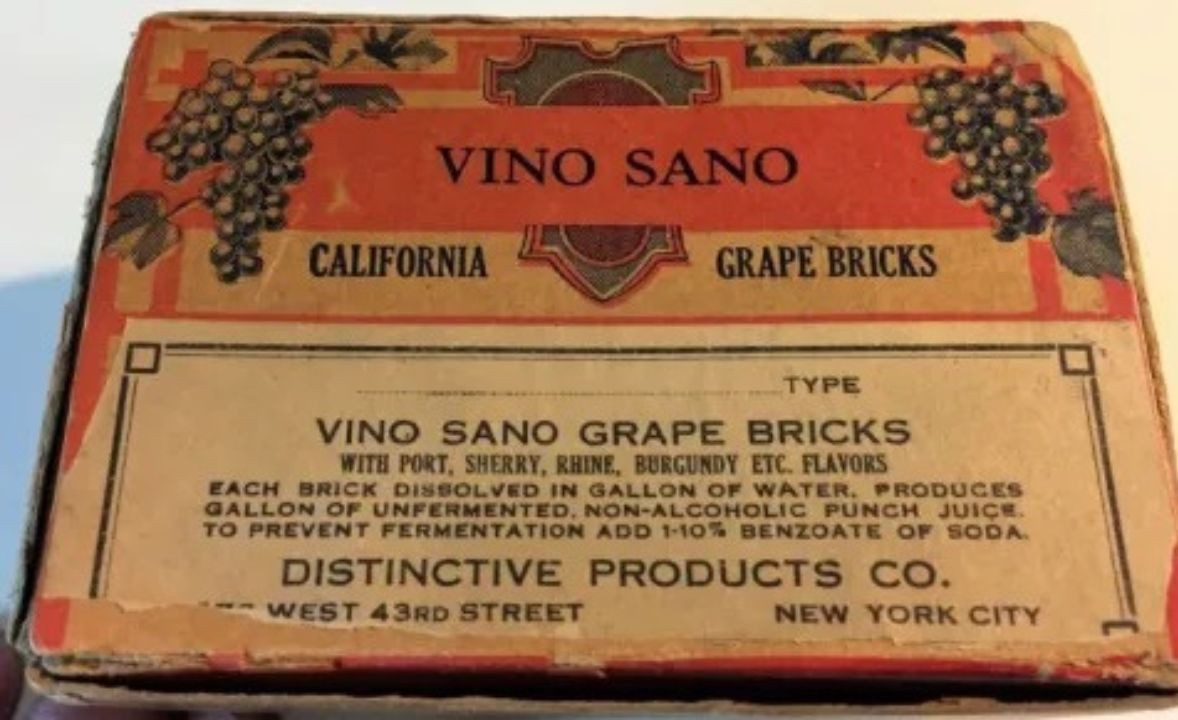 VINO SANO
CALIFORNIA GRAPE BRICKS
TYPE
VINO SANO GRAPE BRICKS
WITH PORT, SHERRY, RHINE, BURGUNDY ETC. FLAVORS
EACH BRICK DISSOLVED IN GALLON OF WATER, PRODUCES
GALLON OF UNFERMENTED, NON-ALCOHOLIC PUNCH JUICE.
TO PREVENT FERMENTATION ADD 1-10% BENZOATE OF SODA.
DISTINCTIVE PRODUCTS CO.
WEST 43RD STREET NEW YORK CITY